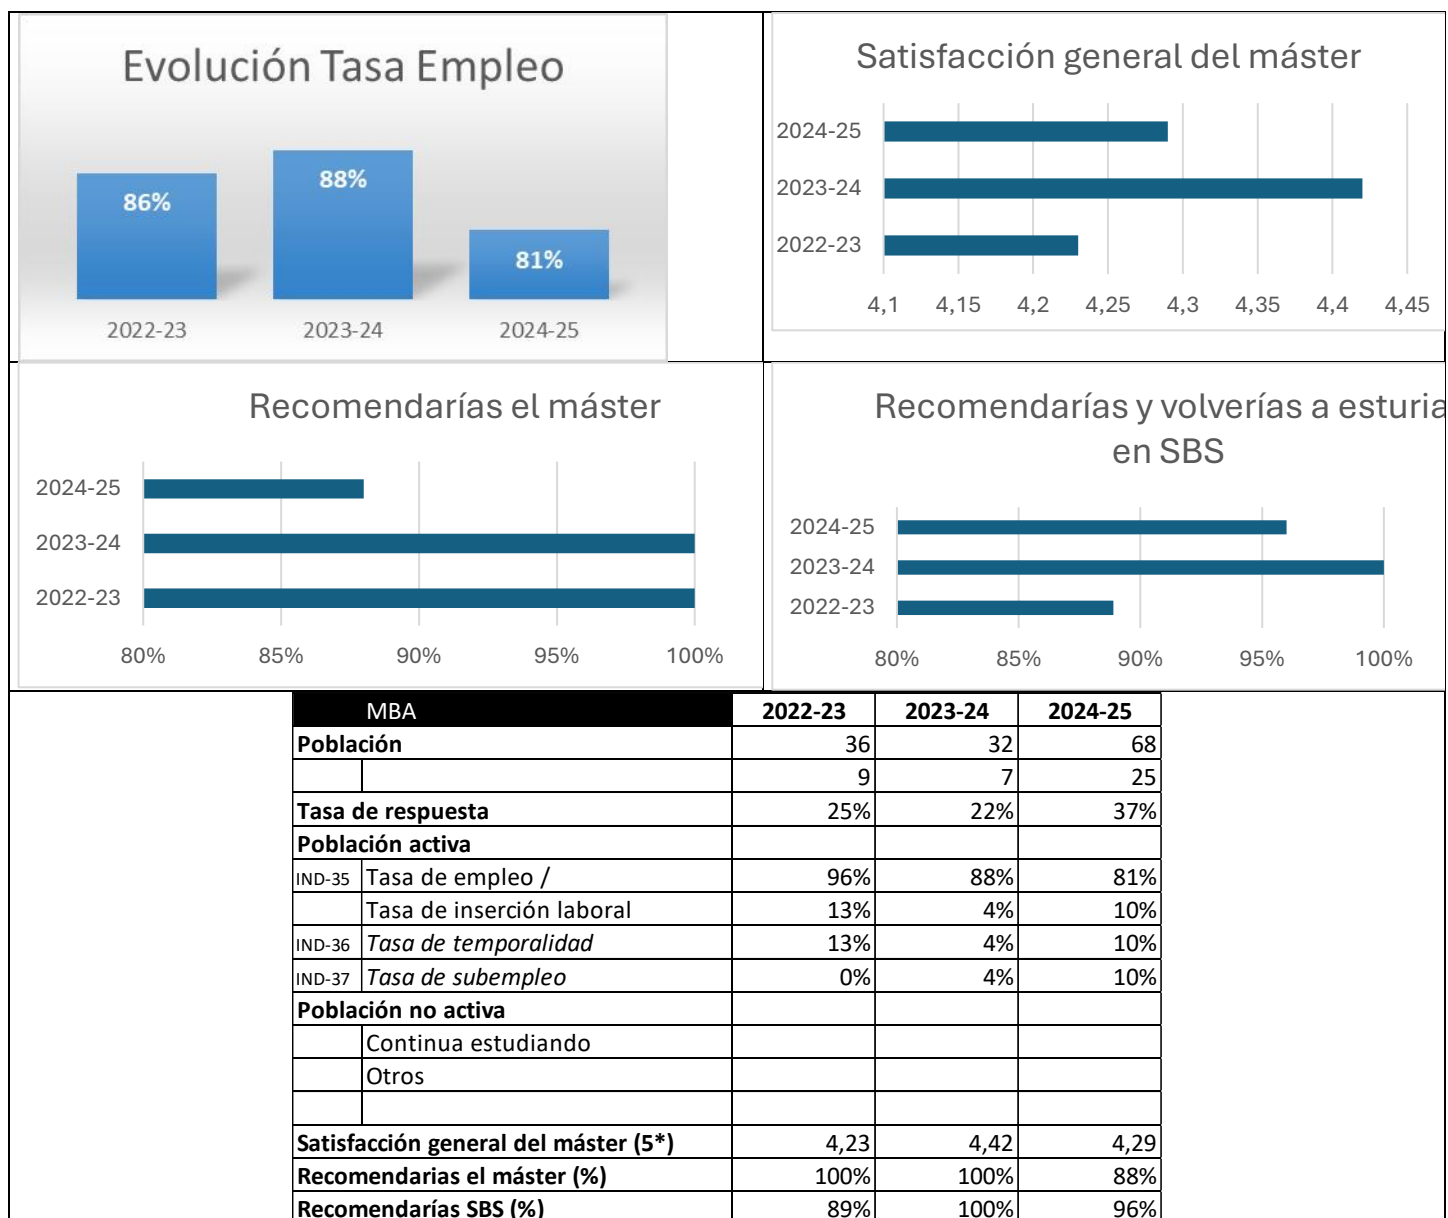 Evolución Tasa Empleo
86%
88%
81%
2022-23 2023-24 2024-25
Satisfacción general del máster
2024-25
2023-24
2022-23
4,1 4,15 4,2 4,25 4,3 4,35 4,4 4,45
Recomendarías el máster
2024-25
2023-24
2022-23
80% 85% 90% 95% 100%
Recomendarías y volverías a esturia
en SBS
2024-25
2023-24
2022-23
80% 85% 90% 95% 100%
MBA 2022-23 2023-24 2024-25
Población 36 32 68
9 7 25
Tasa de respuesta 25% 22% 37%
Población activa
IND-35 Tasa de empleo / 96% 88% 81%
Tasa de inserción laboral 13% 4% 10%
IND-36 Tasa de temporalidad 13% 4% 10%
IND-37 Tasa de subempleo 0% 4% 10%
Población no activa
Continua estudiando
Otros
Satisfacción general del máster (5*) 4,23 4,42 4,29
Recomendarias el máster (%) 100% 100% 88%
Recomendarías SBS (%) 89% 100% 96%